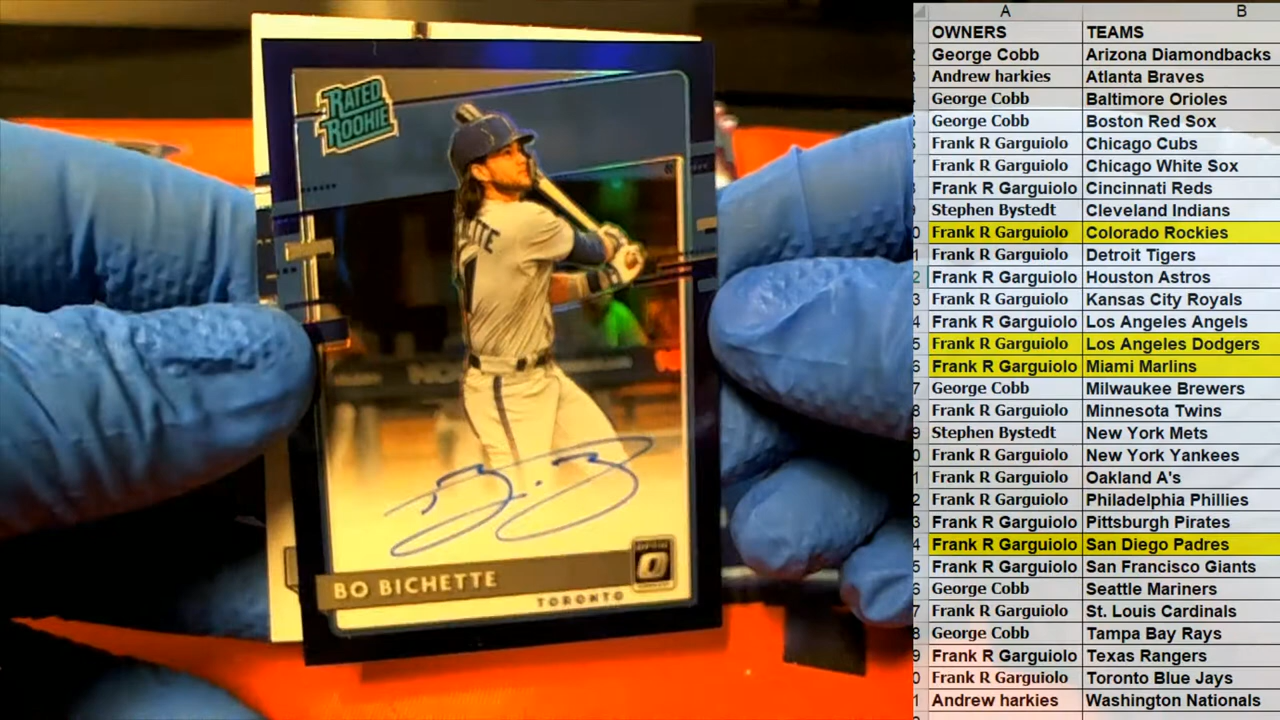 RATED
ROOKIE
BO BICHETTE
TORONTO
A B
OWNERS TEAMS
George Cobb Arizona Diamondbacks
Andrew harkies Atlanta Braves
George Cobb Baltimore Orioles
George Cobb Boston Red Sox
Frank R Garguiolo Chicago Cubs
Frank R Garguiolo Chicago White Sox
Frank R Garguiolo Cincinnati Reds
Stephen Bystedt Cleveland Indians
Frank R Garguiolo Colorado Rockies
Frank R Garguiolo Detroit Tigers
Frank R Garguiolo Houston Astros
Frank R Garguiolo Kansas City Royals
Frank R Garguiolo Los Angeles Angels
Frank R Garguiolo Los Angeles Dodgers
Frank R Garguiolo Miami Marlins
George Cobb Milwaukee Brewers
Frank R Garguiolo Minnesota Twins
Stephen Bystedt New York Mets
Frank R Garguiolo New York Yankees
Frank R Garguiolo Oakland A's
Frank R Garguiolo Philadelphia Phillies
Frank R Garguiolo Pittsburgh Pirates
Frank R Garguiolo San Diego Padres
Frank R Garguiolo San Francisco Giants
George Cobb Seattle Mariners
Frank R Garguiolo St. Louis Cardinals
George Cobb Tampa Bay Rays
Frank R Garguiolo Texas Rangers
Frank R Garguiolo Toronto Blue Jays
Andrew harkies Washington Nationals